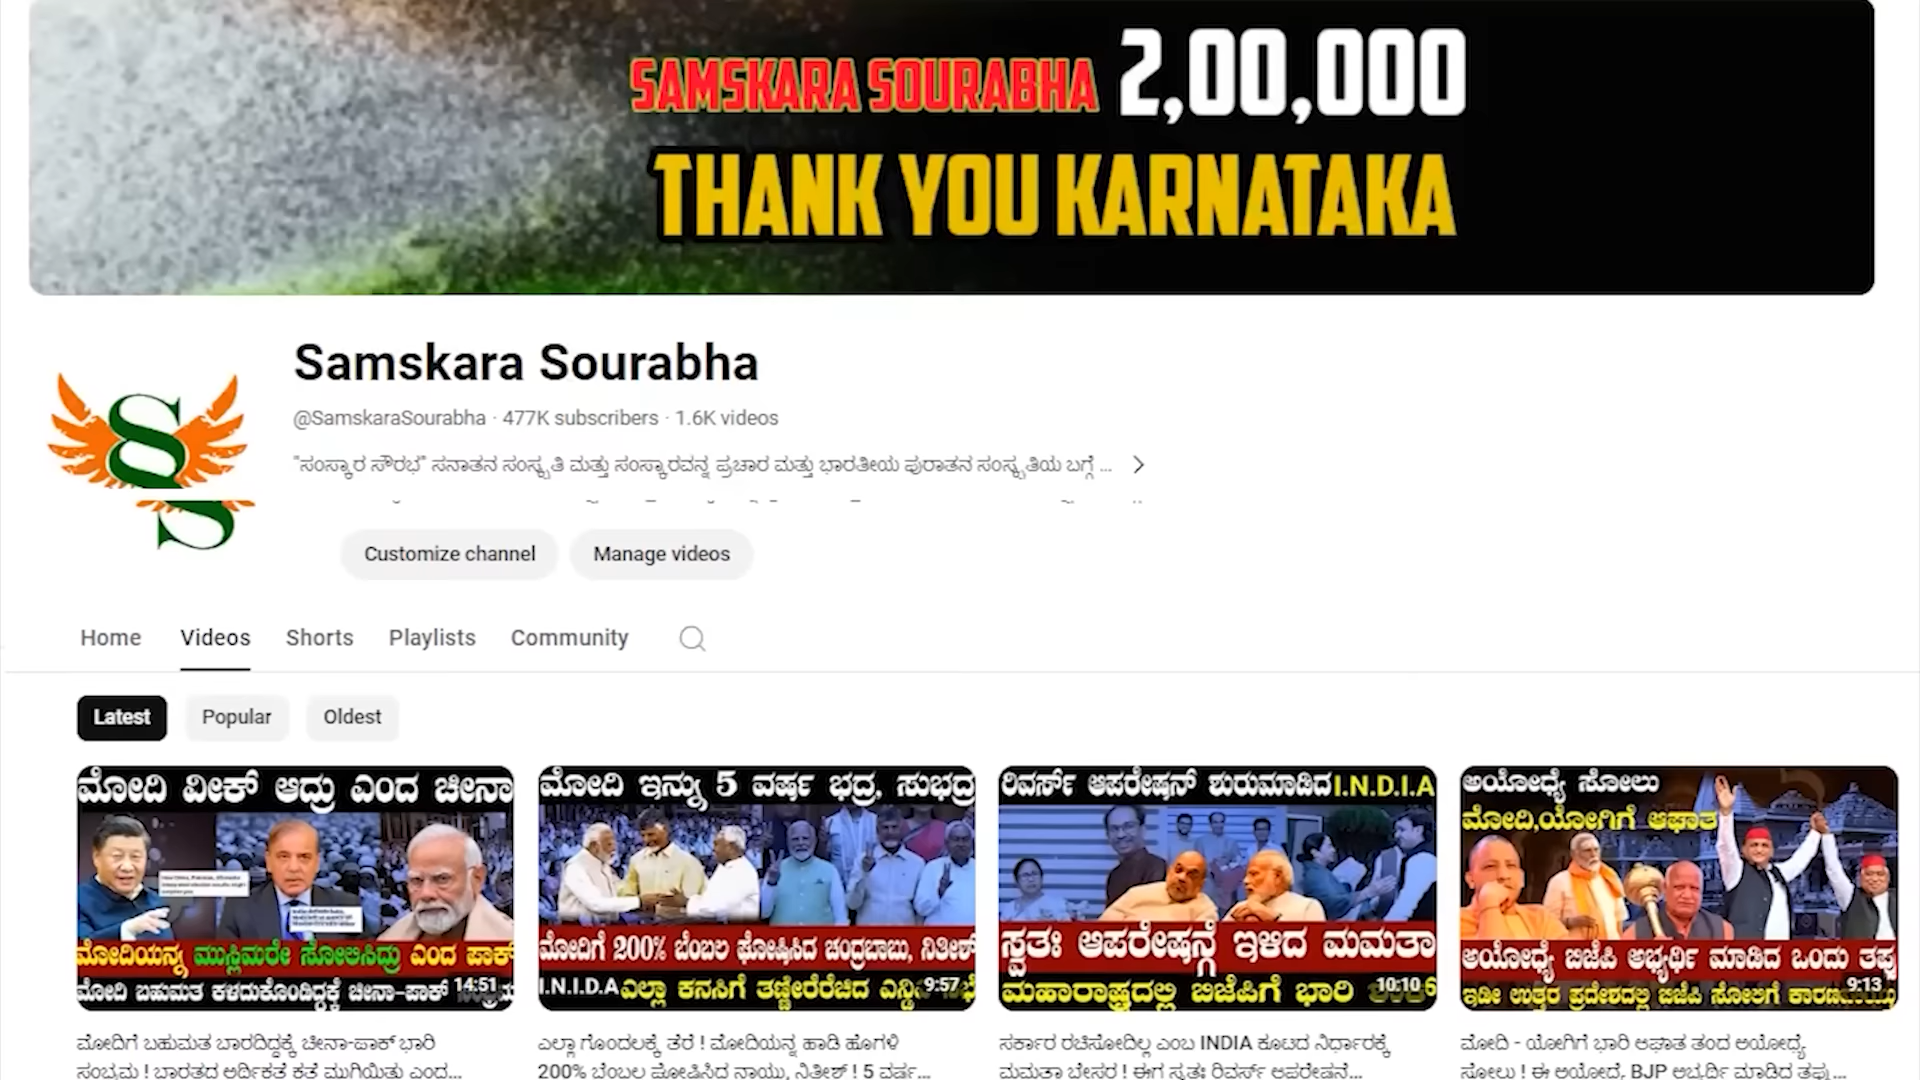 SAMSKARA SOURABHA 2,00,000
THANK YOU KARNATAKA
Samskara Sourabha
@SamskaraSourabha · 477K subscribers · 1.6K videos
"ಸಂಸ್ಕಾರ ಸೌರಭ" ಸನಾತನ ಸಂಸ್ಕೃತಿ ಮತ್ತು ಸಂಸ್ಕಾರವನ್ನ ಪ್ರಚಾರ ಮತ್ತು ಭಾರತೀಯ ಪುರಾತನ ಸಂಸ್ಕೃತಿಯ ಬಗ್ಗೆ ...
Customize channel Manage videos
Home Videos Shorts Playlists Community
Latest Popular Oldest
ಮೋದಿ ವೀಕ್ ಆದ್ರು ಎಂದ ಚೀನಾ
ಮೋದಿಯನ್ನ ಮುಸ್ಲಿಮರೇ ಸೋಲಿಸಿದ್ರು ಎಂದ ಪಾಕ್
ಮೋದಿ ಬಹುಮತ ಕಳದುಕೊಂಡಿದ್ದಕ್ಕೆ ಚೀನಾ-ಪಾಕ್
14:51
ಮೋದಿಗೆ ಬಹುಮತ ಬಾರದಿದ್ದಕ್ಕೆ ಚೀನಾ-ಪಾಕ್ ಭಾರಿ
ಸಂಭ್ರಮ ! ಭಾರತದ ಆರ್ಥಿಕತೆ ಕತೆ ಮುಗಿಯಿತು ಎಂದ...
ಮೋದಿ ಇನ್ನು 5 ವರ್ಷ ಭದ್ರ, ಸುಭದ್ರ
ಮೋದಿಗೆ 200% ಬೆಂಬಲ ಘೋಷಿಸಿದ ಚಂದ್ರಬಾಬು, ನಿತೀಶ್
I.N.I.D.A ಎಲ್ಲಾ ಕನಸಿಗೆ ತಣ್ಣೀರೆರೆಚಿದ
9:57
ಎಲ್ಲಾ ಗೊಂದಲಕ್ಕೆ ತೆರೆ ! ಮೋದಿಯನ್ನ ಹಾಡಿ ಹೊಗಳಿ
200% ಬೆಂಬಲ ಘೋಷಿಸಿದ ನಾಯ್ಡು, ನಿತೀಶ್ ! 5 ವರ್ಷ...
ರಿವರ್ಸ್ ಆಪರೇಷನ್ ಶುರುಮಾಡಿದ I.N.D.I.A
ಸ್ವತಃ ಆಪರೇಷನ್ಗೆ ಇಳಿದ ಮಮತಾ
ಮಹಾರಾಷ್ಟ್ರದಲ್ಲಿ ಬಿಜೆಪಿಗೆ ಭಾರಿ
10:10
ಸರ್ಕಾರ ರಚಿಸೋದಿಲ್ಲ ಎಂಬ INDIA ಕೂಟದ ನಿರ್ಧಾರಕ್ಕೆ
ಮಮತಾ ಬೇಸರ ! ಈಗ ಸ್ವತಃ ರಿವರ್ಸ್ ಆಪರೇಷನ್...
ಅಯೋಧ್ಯೆ ಸೋಲು
ಮೋದಿ,ಯೋಗಿಗೆ ಆಘಾತ
ಅಯೋಧ್ಯೆ ಬಿಜೆಪಿ ಅಭ್ಯರ್ಥಿ ಮಾಡಿದ ಒಂದು ತಪ್ಪು
ಇಡೀ ಉತ್ತರ ಪ್ರದೇಶದಲ್ಲಿ ಬಿಜೆಪಿ ಸೋಲಿಗೆ
9:13
ಮೋದಿ - ಯೋಗಿಗೆ ಭಾರಿ ಆಘಾತ ತಂದ ಅಯೋಧ್ಯೆ
ಸೋಲು ! ಈ ಅಯೋಧ್ಯೆ BJP ಅಭ್ಯರ್ಥಿ ಮಾಡಿದ ತಪ್ಪು...